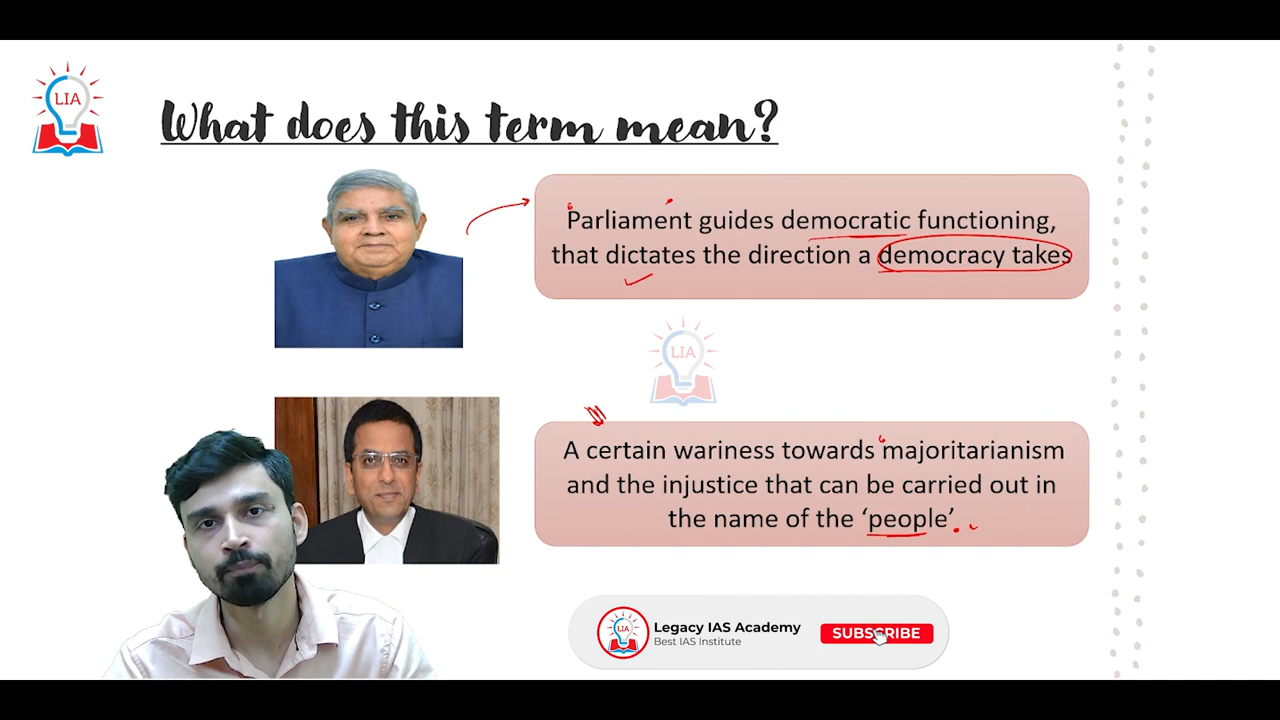 LIA
What does this term mean?
Parliament guides democratic functioning,
that dictates the direction a democracy takes
LIA
A certain wariness towards majoritarianism
and the injustice that can be carried out in
the name of the ‘people’.
LIA
Legacy IAS Academy
Best IAS Institute
SUBSCRIBE